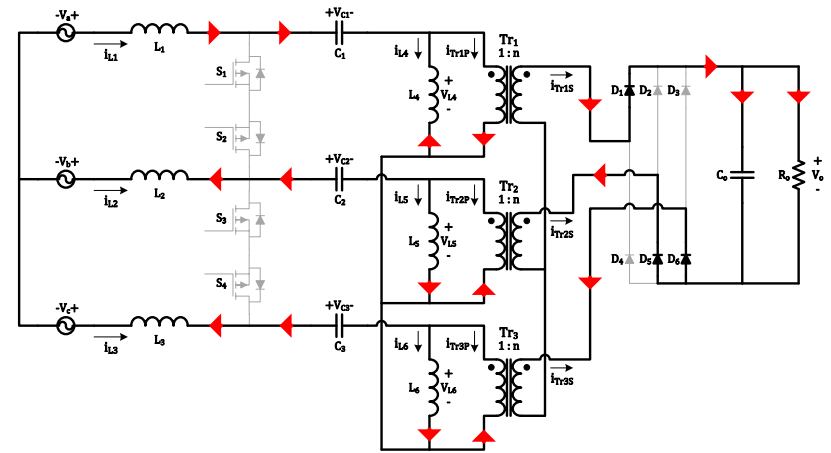 -Va+
iL1
L1
S1
S2
+VC1-
C1
iL4
L4
+
VL4
-
iTr1P
Tr1
1:n
iTr1S
D1
D2
D3
-Vb+
iL2
L2
S3
S4
+VC2-
C2
iL5
L5
+
VL5
-
iTr2P
Tr2
1:n
iTr2S
D4
D5
D6
Co
Ro
+
Vo
-
-Vc+
iL3
L3
+VC3-
C3
iL6
L6
+
VL6
-
iTr3P
Tr3
1:n
iTr3S